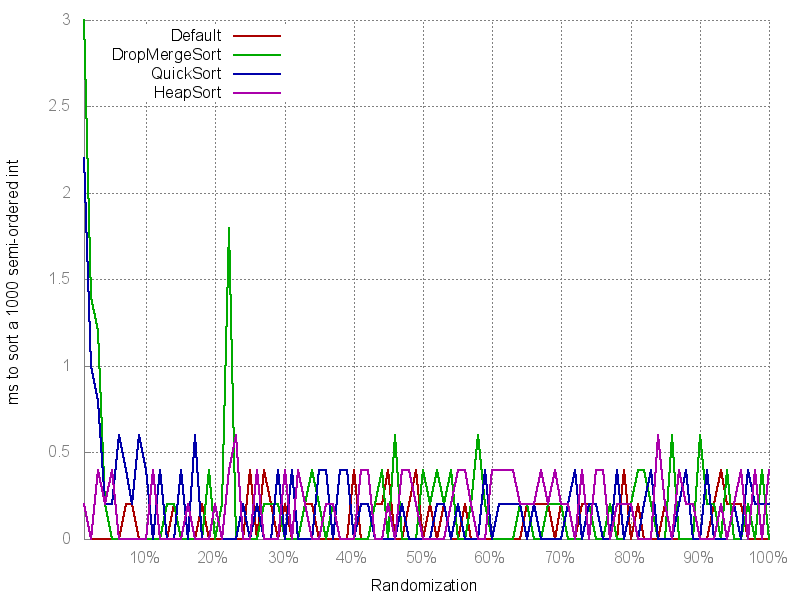 3
2.5
2
1.5
1
0.5
0
ms to sort a 1000 semi-ordered int
Default
DropMergeSort
QuickSort
HeapSort
10% 20% 30% 40% 50% 60% 70% 80% 90% 100%
Randomization